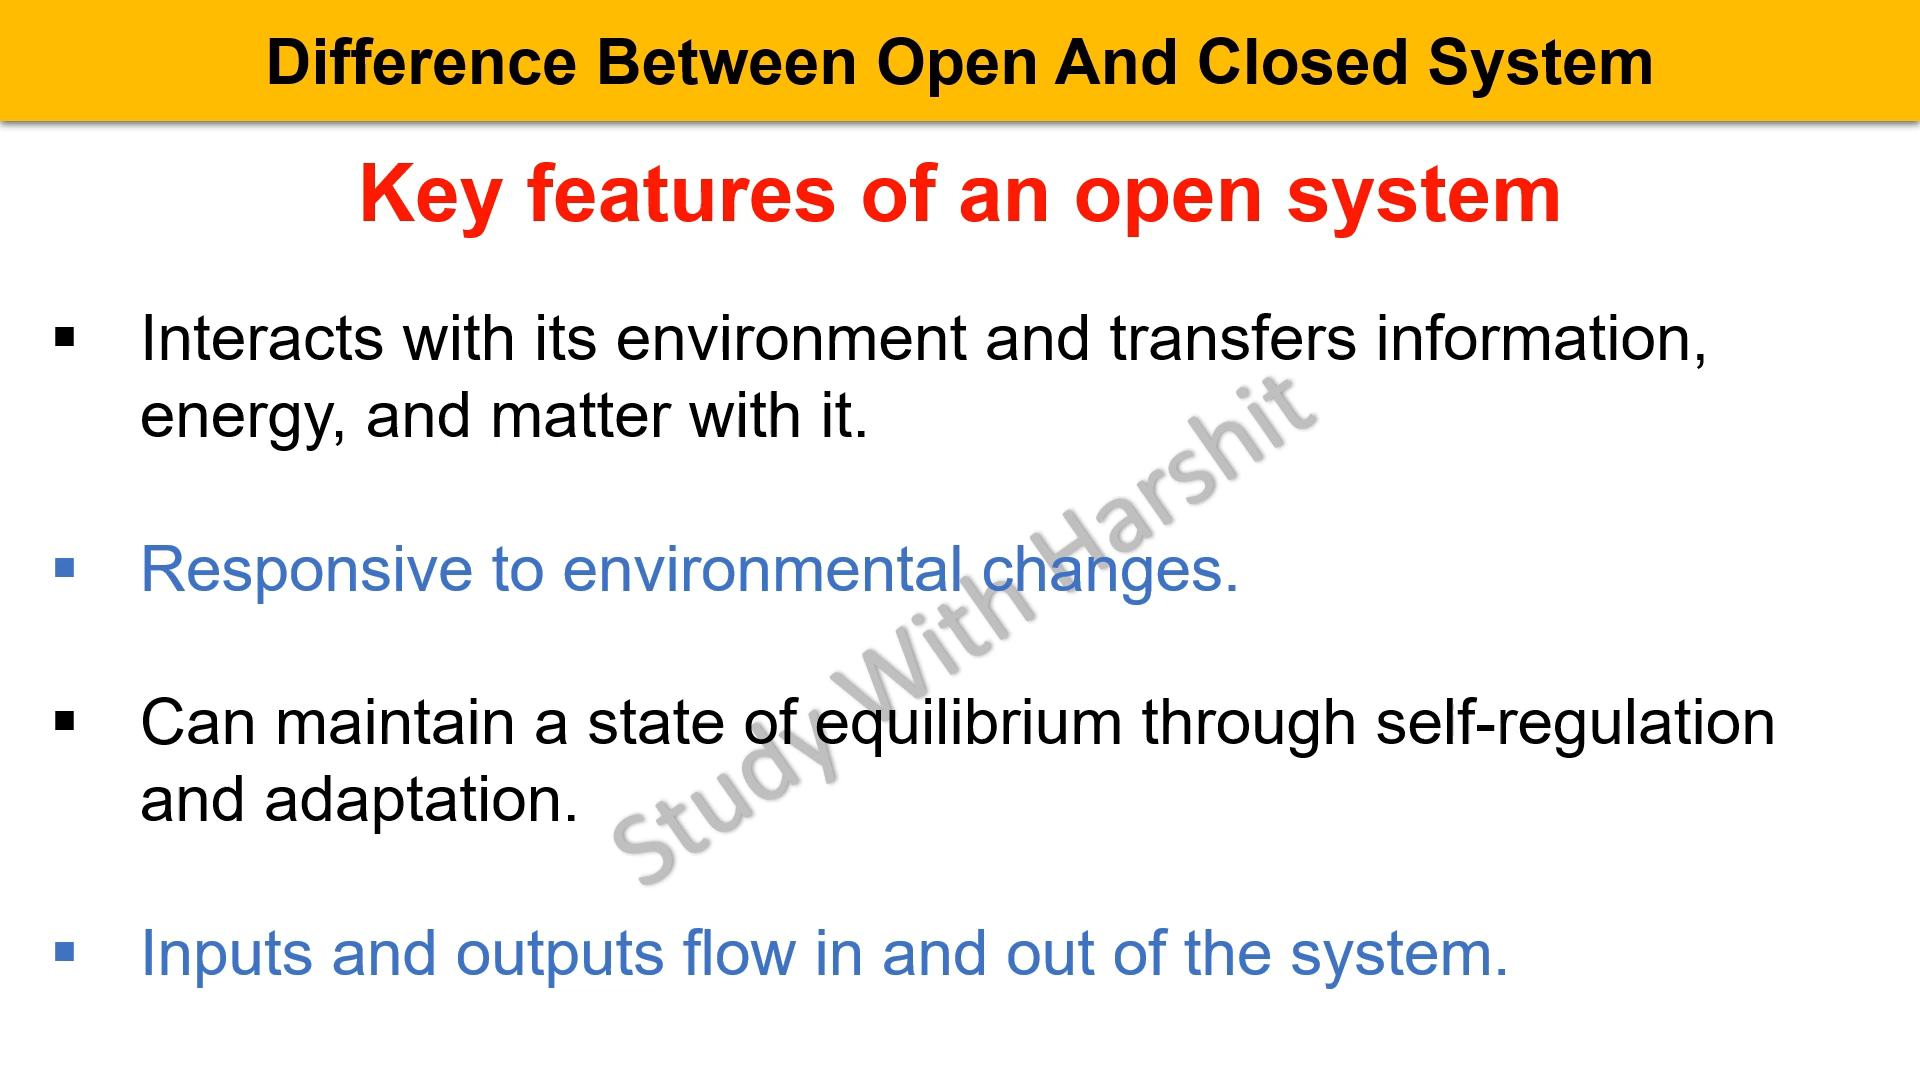 Difference Between Open And Closed System
Key features of an open system
▪ Interacts with its environment and transfers information,
energy, and matter with it.
▪ Responsive to environmental changes.
▪ Can maintain a state of equilibrium through self-regulation
and adaptation.
▪ Inputs and outputs flow in and out of the system.
Study With Harshit